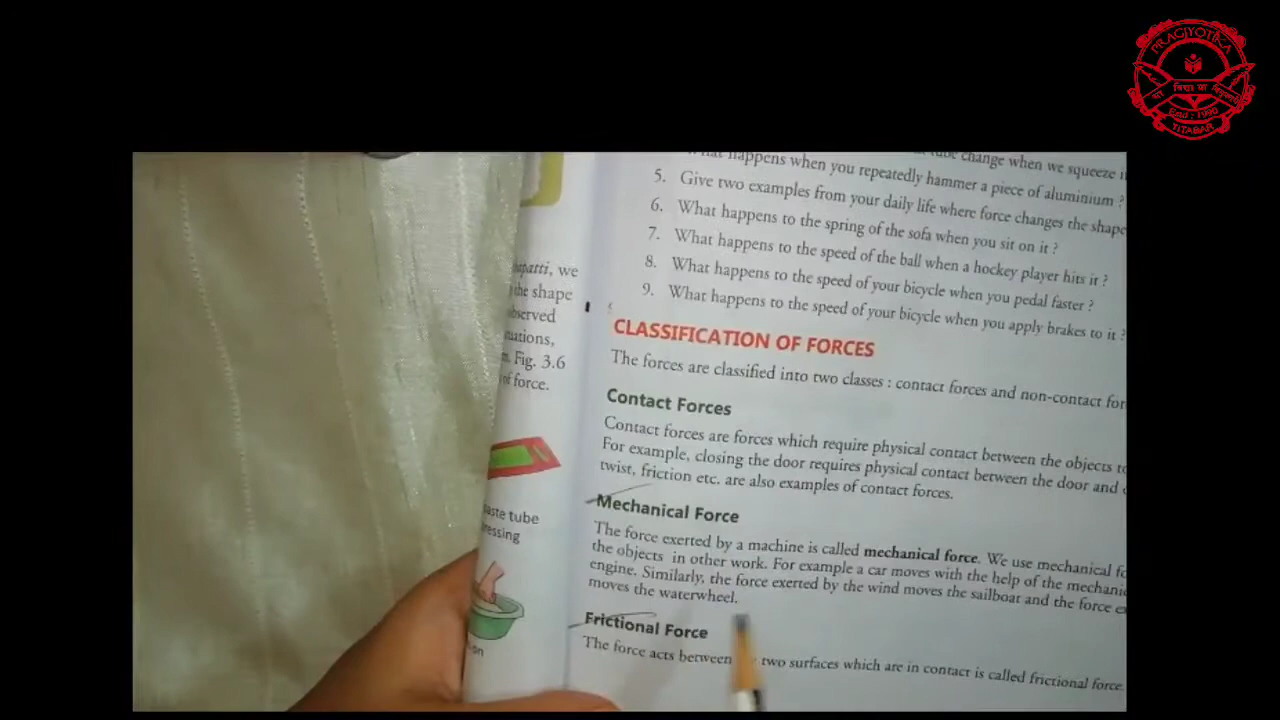 PRAGJYOTIKA
Estd : 1990
TITABAR
change when we squeeze
happens when you repeatedly hammer a piece of aluminium ?
5. Give two examples from your daily life where force changes the shape
6. What happens to the spring of the sofa when you sit on it ?
7. What happens to the speed of the ball when a hockey player hits it ?
8. What happens to the speed of your bicycle when you pedal faster ?
9. What happens to the speed of your bicycle when you apply brakes to it ?
we
the shape
Fig. 3.6
of force.
tube
CLASSIFICATION OF FORCES
The forces are classified into two classes : contact forces and non-contact
Contact Forces
Contact forces are forces which require physical contact between the objects
For example, closing the door requires physical contact between the door and
twist, friction etc. are also examples of contact forces.
Mechanical Force
The force exerted by a machine is called mechanical force. We use mechanical
the objects in other work. For example a car moves with the help of the
engine. Similarly, the force exerted by the wind moves the sailboat and the force
moves the waterwheel.
Frictional Force
The force acts between two surfaces which are in contact is called frictional force.